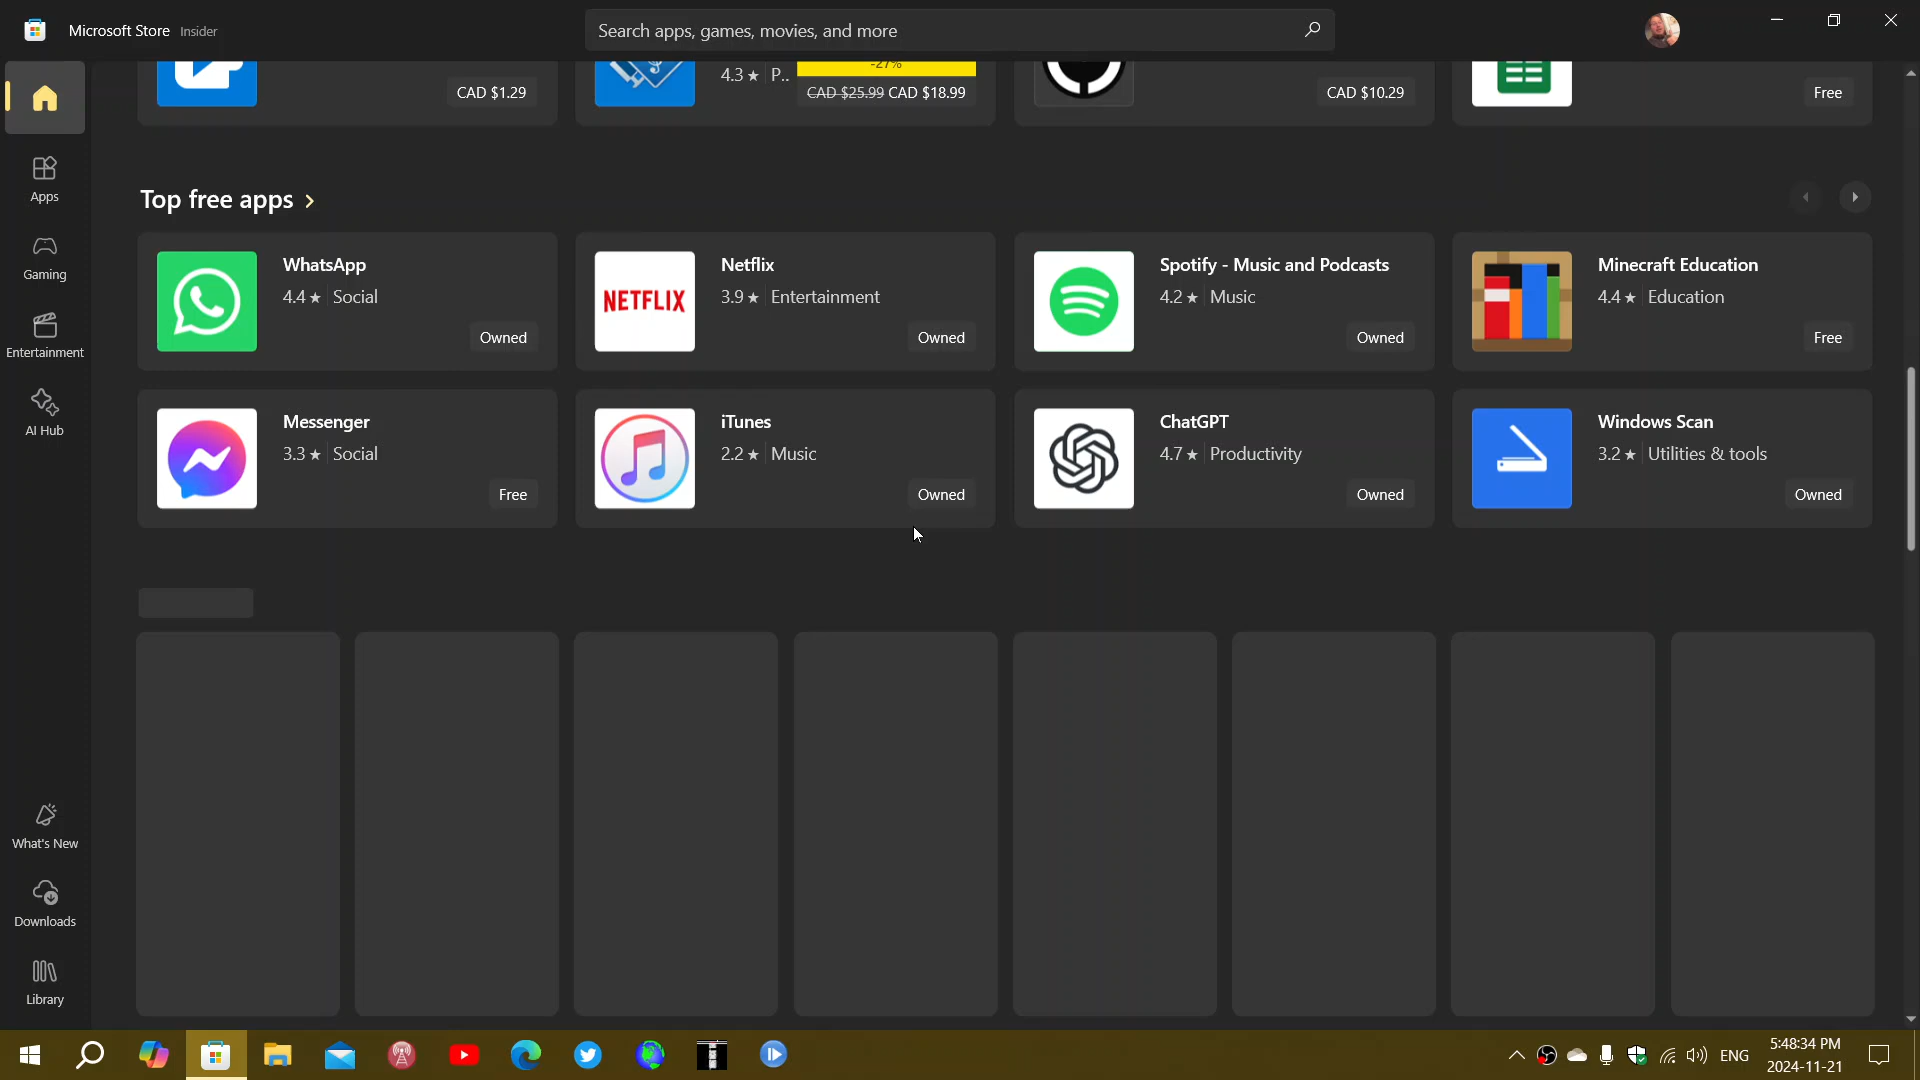 Microsoft Store Insider
Search apps, games, movies, and more
4.3 ★ P..
-27%
CAD $1.29
CAD $25.99 CAD $18.99
CAD $10.29
Free
Top free apps
WhatsApp
4.4 ★ Social
Owned
Netflix
3.9 ★ Entertainment
Owned
NETFLIX
Spotify - Music and Podcasts
4.2 ★ Music
Owned
Minecraft Education
4.4 ★ Education
Free
Messenger
3.3 ★ Social
Free
iTunes
2.2 ★ Music
Owned
ChatGPT
4.7 ★ Productivity
Owned
Windows Scan
3.2 ★ Utilities & tools
Owned
Apps
Gaming
Entertainment
AI Hub
What's New
Downloads
Library
ENG
5:48:34 PM
2024-11-21